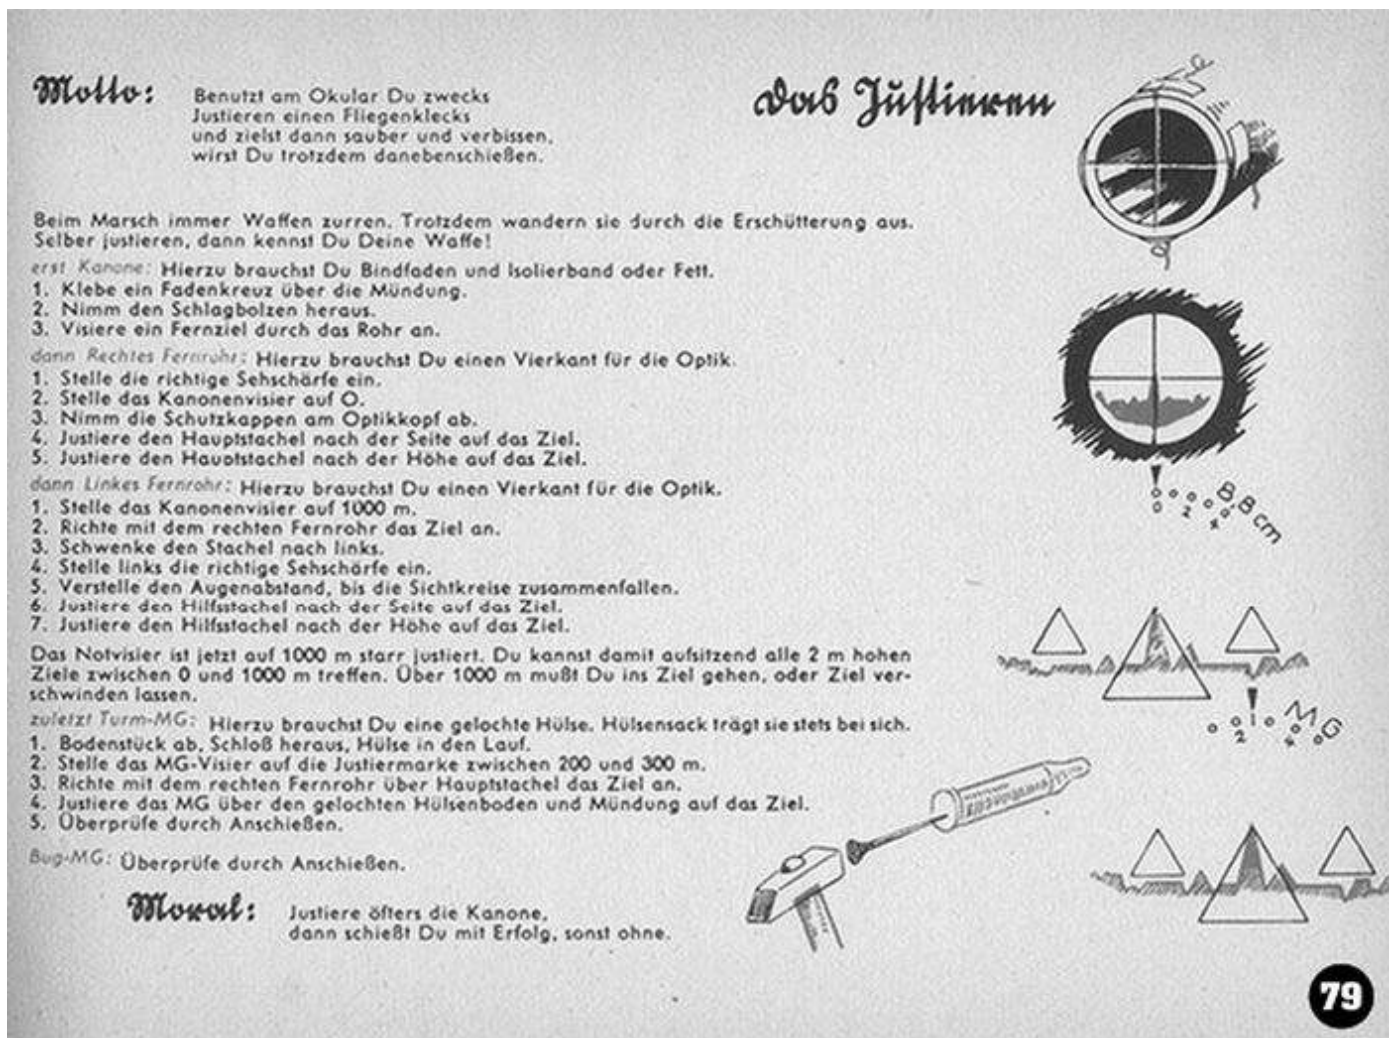 Motto:
Benutzt am Okular Du zwecks
Justieren einen Fliegenklecks
und zielst dann sauber und verbissen,
wirst Du trotzdem danebenschießen.
Das Justieren
Beim Marsch immer Waffen zurren. Trotzdem wandern sie durch die Erschütterung aus.
Selber justieren, dann kennst Du Deine Waffe!
erst Kanone: Hierzu brauchst Du Bindfaden und Isolierband oder Fett.
1. Klebe ein Fadenkreuz über die Mündung.
2. Nimm den Schlagbolzen heraus.
3. Visiere ein Fernziel durch das Rohr an.
dann Rechtes Fernrohr: Hierzu brauchst Du einen Vierkant für die Optik.
1. Stelle die richtige Sehschärfe ein.
2. Stelle das Kanonenvisier auf O.
3. Nimm die Schutzkappen am Optikkopf ab.
4. Justiere den Hauptstachel nach der Seite auf das Ziel.
5. Justiere den Hauptstachel nach der Höhe auf das Ziel.
dann Linkes Fernrohr: Hierzu brauchst Du einen Vierkant für die Optik.
1. Stelle das Kanonenvisier auf 1000 m.
2. Richte mit dem rechten Fernrohr das Ziel an.
3. Schwenke den Stachel nach links.
4. Stelle links die richtige Sehschärfe ein.
5. Verstelle den Augenabstand, bis die Sichtkreise zusammenfallen.
6. Justiere den Hilfsstachel nach der Seite auf das Ziel.
7. Justiere den Hilfsstachel nach der Höhe auf das Ziel.
Das Notvisier ist jetzt auf 1000 m starr justiert. Du kannst damit aufsitzend alle 2 m hohen
Ziele zwischen 0 und 1000 m treffen. Über 1000 m mußt Du ins Ziel gehen, oder Ziel ver-
schwinden lassen.
zuletzt Turm-MG: Hierzu brauchst Du eine gelochte Hülse. Hülsensack trägt sie stets bei sich.
1. Bodenstück ab, Schloß heraus, Hülse in den Lauf.
2. Stelle das MG-Visier auf die Justiermarke zwischen 200 und 300 m.
3. Richte mit dem rechten Fernrohr über Hauptstachel das Ziel an.
4. Justiere das MG über den gelochten Hülsenboden und Mündung auf das Ziel.
5. Überprüfe durch Anschießen.
Bug-MG: Überprüfe durch Anschießen.
Moral:
Justiere öfters die Kanone,
dann schießt Du mit Erfolg, sonst ohne.
0 2 4 8,8 cm
2 4 MG
79